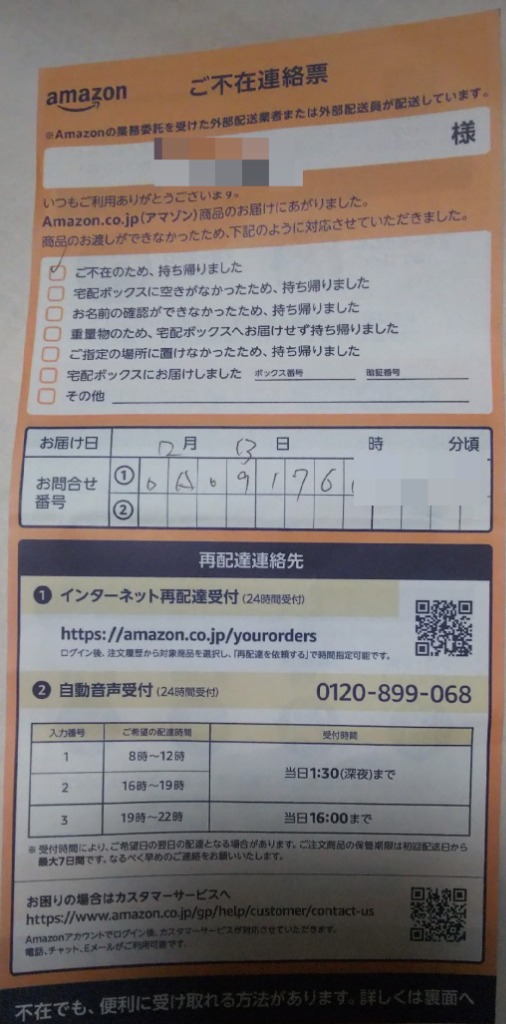 amazon
ご不在連絡票
※Amazonの業務委託を受けた外部配送業者または外部配送員が配送しています。
様
いつもご利用ありがとうございます。
Amazon.co.jp(アマゾン)商品のお届けにあがりました。
商品のお渡しができなかったため、下記のように対応させていただきました。
ご不在のため、持ち帰りました
宅配ボックスに空きがなかったため、持ち帰りました
お名前の確認ができなかったため、持ち帰りました
重量物のため、宅配ボックスへお届けせず持ち帰りました
ご指定の場所に置けなかったため、持ち帰りました
宅配ボックスにお届けしました ボックス番号 暗証番号
その他
お届け日 12月 13日 時 分頃
お問合せ番号 ① 0 A 0 9 1 7 6
②
再配達連絡先
1 インターネット再配達受付 (24時間受付)
https://amazon.co.jp/yourorders
ログイン後、注文履歴から対象商品を選択し、「再配達を依頼する」で時間指定可能です。
2 自動音声受付 (24時間受付) 0120-899-068
入力番号 ご希望の配達時間 受付時間
1 8時～12時 当日1:30(深夜)まで
2 16時～19時
3 19時～22時 当日16:00まで
※受付時間により、ご希望日の翌日の配達となる場合があります。ご注文商品の保管期限は初回配送日から
最大7日間です。なるべく早めのご連絡をお願いいたします。
お困りの場合はカスタマーサービスへ
https://www.amazon.co.jp/gp/help/customer/contact-us
Amazonアカウントでログイン後、カスタマーサービスが対応させていただきます。
電話、チャット、Eメールがご利用可能です。
不在でも、便利に受け取れる方法があります。詳しくは裏面へ